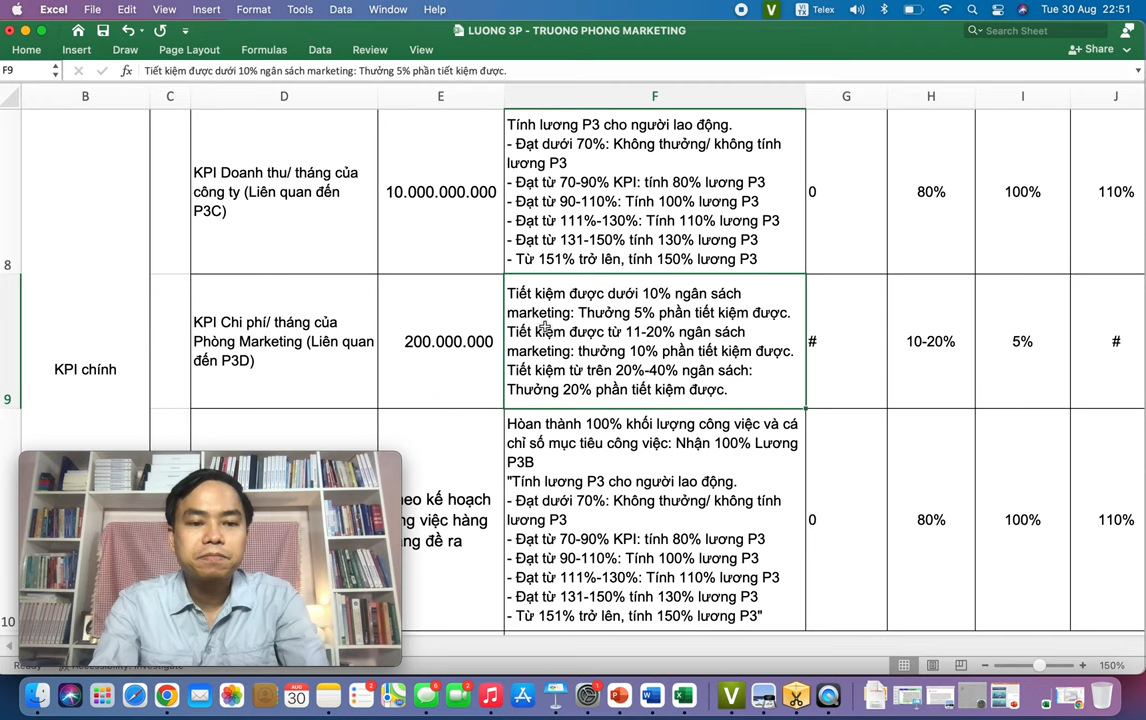 Excel File Edit View Insert Format Tools Data Window Help V VI TX Telex Tue 30 Aug 22:51
LUONG 3P - TRUONG PHONG MARKETING
Search Sheet
Home Insert Draw Page Layout Formulas Data Review View Share
F9 fx Tiết kiệm được dưới 10% ngân sách marketing: Thưởng 5% phần tiết kiệm được.
B C D E F G H I J
8
KPI Doanh thu/ tháng của
công ty (Liên quan đến
P3C)
10.000.000.000
Tính lương P3 cho người lao động.
- Đạt dưới 70%: Không thưởng/ không tính
lương P3
- Đạt từ 70-90% KPI: tính 80% lương P3
- Đạt từ 90-110%: Tính 100% lương P3
- Đạt từ 111%-130%: Tính 110% lương P3
- Đạt từ 131-150% tính 130% lương P3
- Từ 151% trở lên, tính 150% lương P3
0 80% 100% 110%
9
KPI chính
KPI Chi phí/ tháng của
Phòng Marketing (Liên quan
đến P3D)
200.000.000
Tiết kiệm được dưới 10% ngân sách
marketing: Thưởng 5% phần tiết kiệm được.
Tiết kiệm được từ 11-20% ngân sách
marketing: thưởng 10% phần tiết kiệm được.
Tiết kiệm từ trên 20%-40% ngân sách:
Thưởng 20% phần tiết kiệm được.
# 10-20% 5% #
10
heo kế hoạch
ng việc hàng
áng đề ra
Hòan thành 100% khối lượng công việc và cá
chỉ số mục tiêu công việc: Nhận 100% Lương
P3B
"Tính lương P3 cho người lao động.
- Đạt dưới 70%: Không thưởng/ không tính
lương P3
- Đạt từ 70-90% KPI: tính 80% lương P3
- Đạt từ 90-110%: Tính 100% lương P3
- Đạt từ 111%-130%: Tính 110% lương P3
- Đạt từ 131-150% tính 130% lương P3
- Từ 151% trở lên, tính 150% lương P3"
0 80% 100% 110%
150%
AUG
30